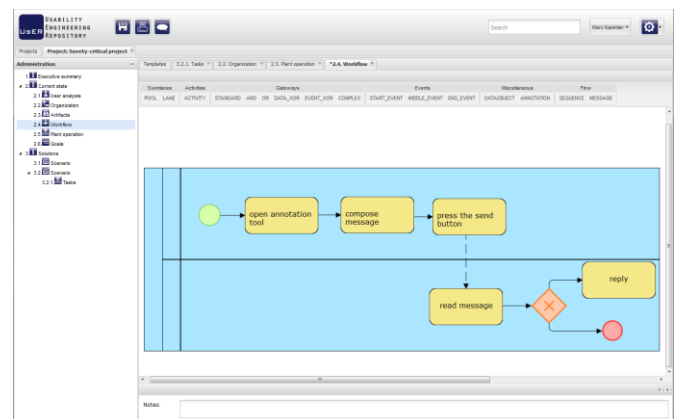 USABILITY
ENGINEERING
REPOSITORY
UsER
Search
Marc Kammler
Projects
Project: Savety-critical project
Administration
Templates
3.2.1. Tasks
2.2. Organization
2.5. Plant operation
*2.4. Workflow
1 Executive summary
2 Current state
2.1 User analysis
2.2 Organization
2.3 Artifacts
2.4 Workflow
2.5 Plant operation
2.6 Goals
3 Solutions
3.1 Scenario
3.2 Scenario
3.2.1 Tasks
Swimlanes
Activities
Gateways
Events
Miscellaneous
Flow
POOL LANE
ACTIVITY
STANDARD AND OR DATA_XOR EVENT_XOR COMPLEX
START_EVENT MIDDLE_EVENT END_EVENT
DATAOBJECT ANNOTATION
SEQUENCE MESSAGE
open annotation
tool
compose
message
press the send
button
read message
reply
Notes: